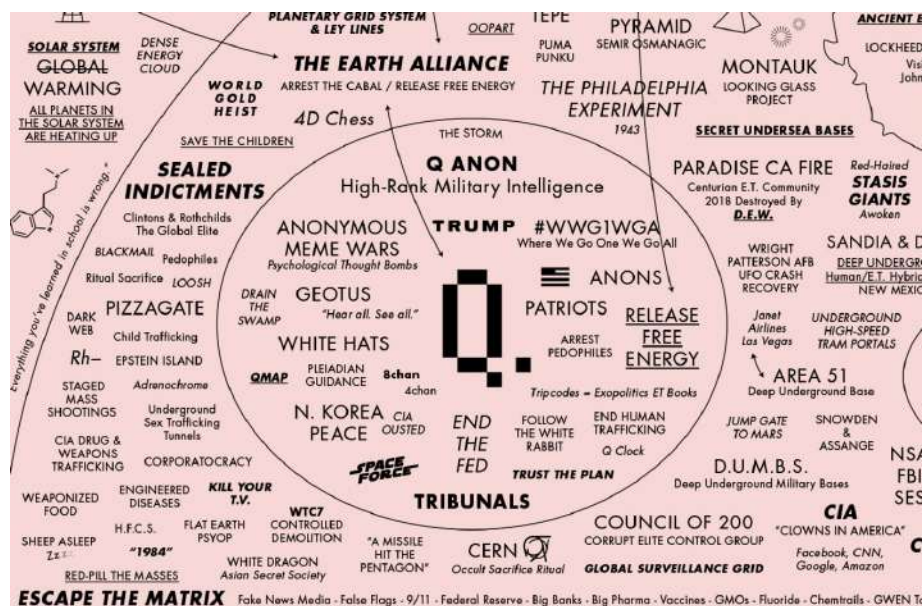 PLANETARY GRID SYSTEM
& LEY LINES
OOPART
TEPE
PUMA
PUNKU
PYRAMID
SEMIR OSMANAGIC
ANCIENT E
LOCKHEED
Vis
John
SOLAR SYSTEM
GLOBAL
WARMING
ALL PLANETS IN
THE SOLAR SYSTEM
ARE HEATING UP
DENSE
ENERGY
CLOUD
WORLD
GOLD
HEIST
THE EARTH ALLIANCE
ARREST THE CABAL / RELEASE FREE ENERGY
4D Chess
SAVE THE CHILDREN
THE PHILADELPHIA
EXPERIMENT
1943
MONTAUK
LOOKING GLASS
PROJECT
SECRET UNDERSEA BASES
Everything you've learned in school is wrong."
SEALED
INDICTMENTS
Clintons & Rothchilds
The Global Elite
BLACKMAIL
Pedophiles
Ritual Sacrifice
LOOSH
PIZZAGATE
DARK
WEB
Child Trafficking
Rh–
EPSTEIN ISLAND
STAGED
MASS
SHOOTINGS
Adrenochrome
Underground
Sex Trafficking
Tunnels
CIA DRUG &
WEAPONS
TRAFFICKING
CORPORATOCRACY
THE STORM
Q ANON
High-Rank Military Intelligence
ANONYMOUS
MEME WARS
Psychological Thought Bombs
TRUMP
#WWG1WGA
Where We Go One We Go All
ANONS
DRAIN
THE
SWAMP
GEOTUS
"Hear all. See all."
Q.
PATRIOTS
RELEASE
FREE
ENERGY
WHITE HATS
ARREST
PEDOPHILES
QMAP
PLEIADIAN
GUIDANCE
8chan
4chan
Tripcodes = Exopolitics ET Books
N. KOREA
PEACE
CIA
OUSTED
END
THE
FED
FOLLOW
THE WHITE
RABBIT
END HUMAN
TRAFFICKING
Q Clock
SPACE
FORCE
TRUST THE PLAN
TRIBUNALS
PARADISE CA FIRE
Centurian E.T. Community
2018 Destroyed By
D.E.W.
Red-Haired
STASIS
GIANTS
Awoken
WRIGHT
PATTERSON AFB
UFO CRASH
RECOVERY
SANDIA & D
DEEP UNDERGRO
Human/E.T. Hybric
NEW MEXIC
Janet
Airlines
Las Vegas
UNDERGROUND
HIGH-SPEED
TRAM PORTALS
AREA 51
Deep Underground Base
JUMP GATE
TO MARS
SNOWDEN
&
ASSANGE
D.U.M.B.S.
Deep Underground Military Bases
NSA
FBI
SES
WEAPONIZED
FOOD
ENGINEERED
DISEASES
KILL YOUR
T.V.
SHEEP ASLEEP
Zzzz
H.F.C.S.
"1984"
FLAT EARTH
PSYOP
WTC7
CONTROLLED
DEMOLITION
RED-PILL THE MASSES
WHITE DRAGON
Asian Secret Society
"A MISSILE
HIT THE
PENTAGON"
CERN
Occult Sacrifice Ritual
COUNCIL OF 200
CORRUPT ELITE CONTROL GROUP
GLOBAL SURVEILLANCE GRID
CIA
"CLOWNS IN AMERICA"
Facebook, CNN,
Google, Amazon
C
ESCAPE THE MATRIX Fake News Media - False Flags - 9/11 - Federal Reserve - Big Banks - Big Pharma - Vaccines - GMOs - Fluoride - Chemtrails - GWEN T